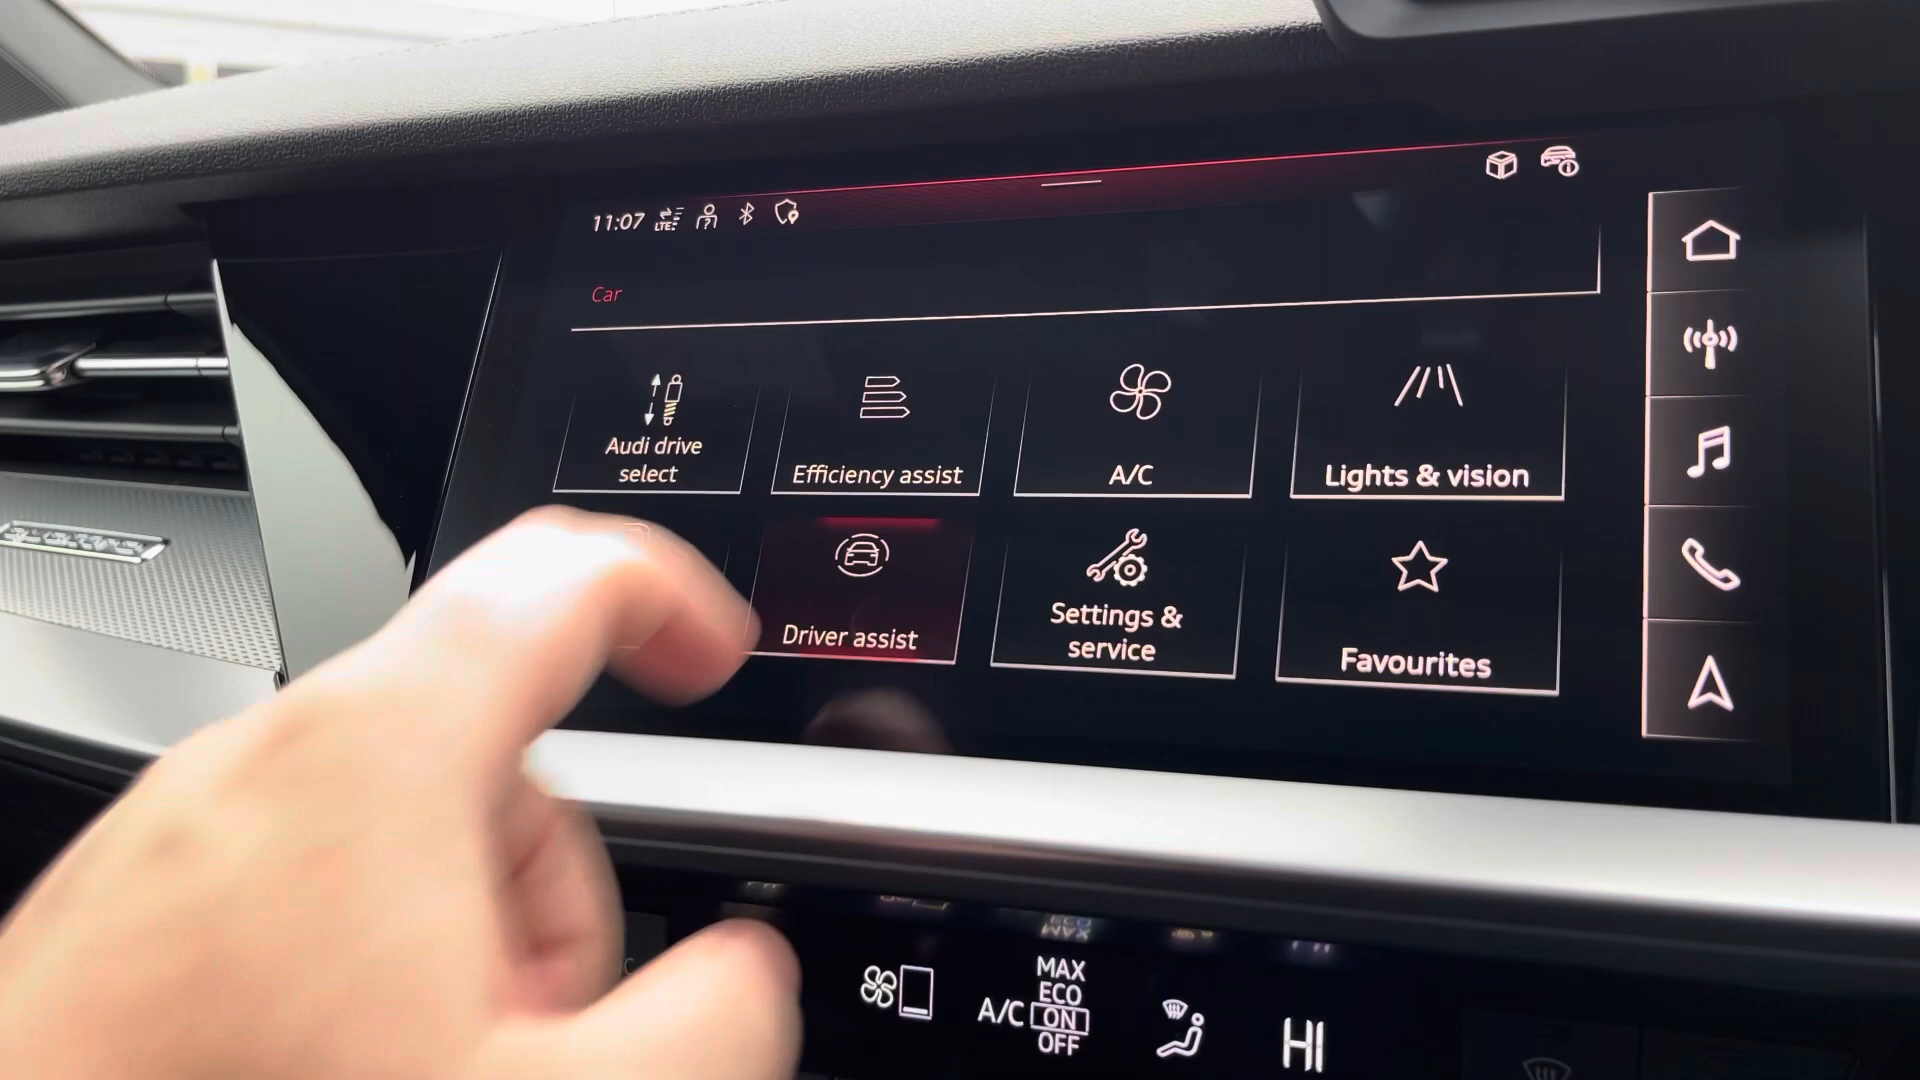 11:07 LTE
Car
Audi drive
select
Efficiency assist
A/C
Lights & vision
Driver assist
Settings &
service
Favourites
MAX
ECO
A/C ON
OFF
HI